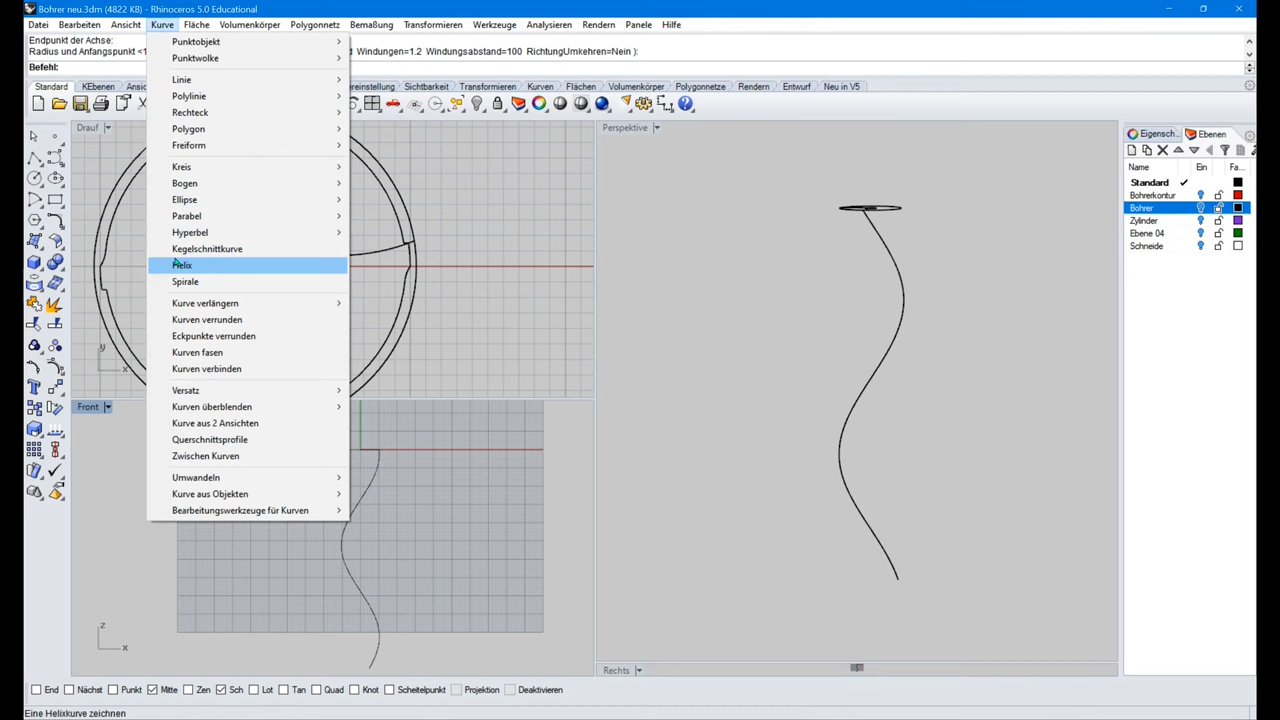 Bohrer neu.3dm (4822 KB) - Rhinoceros 5.0 Educational
Datei Bearbeiten Ansicht Kurve Fläche Volumenkörper Polygonnetz Bemaßung Transformieren Werkzeuge Analysieren Rendern Panele Hilfe
Endpunkt der Achse:
Radius und Anfangspunkt <1 Windungen=1.2 Windungsabstand=100 RichtungUmkehren=Nein ):
Befehl:
Standard KEbenen Ansic reinstellung Sichtbarkeit Transformieren Kurven Flächen Volumenkörper Polygonnetze Rendern Entwurf Neu in V5
Drauf
Perspektive
Front
Rechts
y
x
z
x
Punktobjekt
Punktwolke
Linie
Polylinie
Rechteck
Polygon
Freiform
Kreis
Bogen
Ellipse
Parabel
Hyperbel
Kegelschnittkurve
Helix
Spirale
Kurve verlängern
Kurven verrunden
Eckpunkte verrunden
Kurven fasen
Kurven verbinden
Versatz
Kurven überblenden
Kurve aus 2 Ansichten
Querschnittsprofile
Zwischen Kurven
Umwandeln
Kurve aus Objekten
Bearbeitungswerkzeuge für Kurven
Eigensch... Ebenen
Name Ein Fa...
Standard
Bohrerkontur
Bohrer
Zylinder
Ebene 04
Schneide
End Nächst Punkt Mitte Zen Sch Lot Tan Quad Knot Scheitelpunkt Projektion Deaktivieren
Eine Helixkurve zeichnen